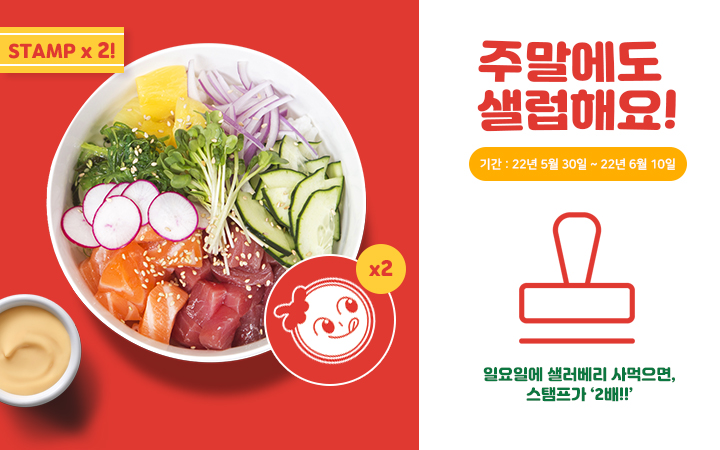 STAMP x 2!
x2
주말에도
샐럽해요!
기간 : 22년 5월 30일 ~ 22년 6월 10일
일요일에 샐러베리 사먹으면,
스탬프가 ‘2배!!’